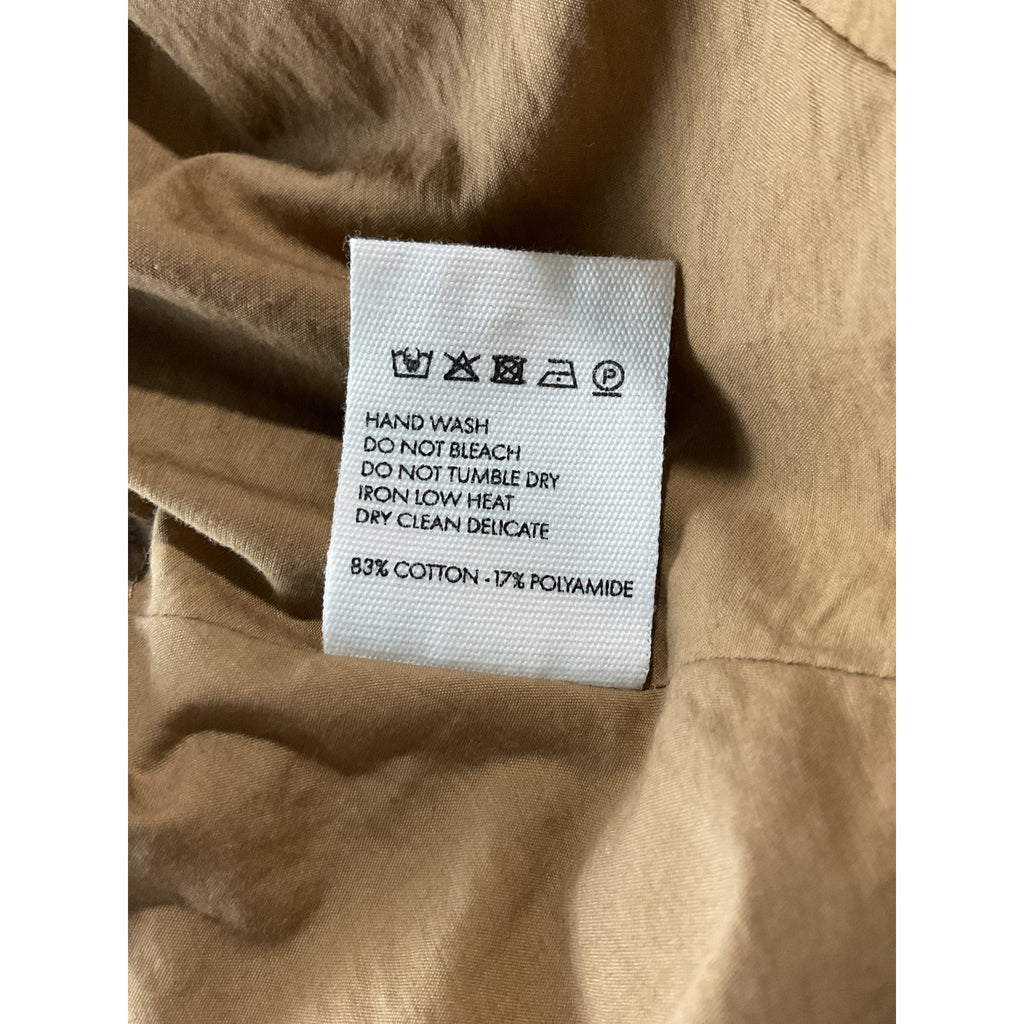 P
HAND WASH
DO NOT BLEACH
DO NOT TUMBLE DRY
IRON LOW HEAT
DRY CLEAN DELICATE
83% COTTON - 17% POLYAMIDE